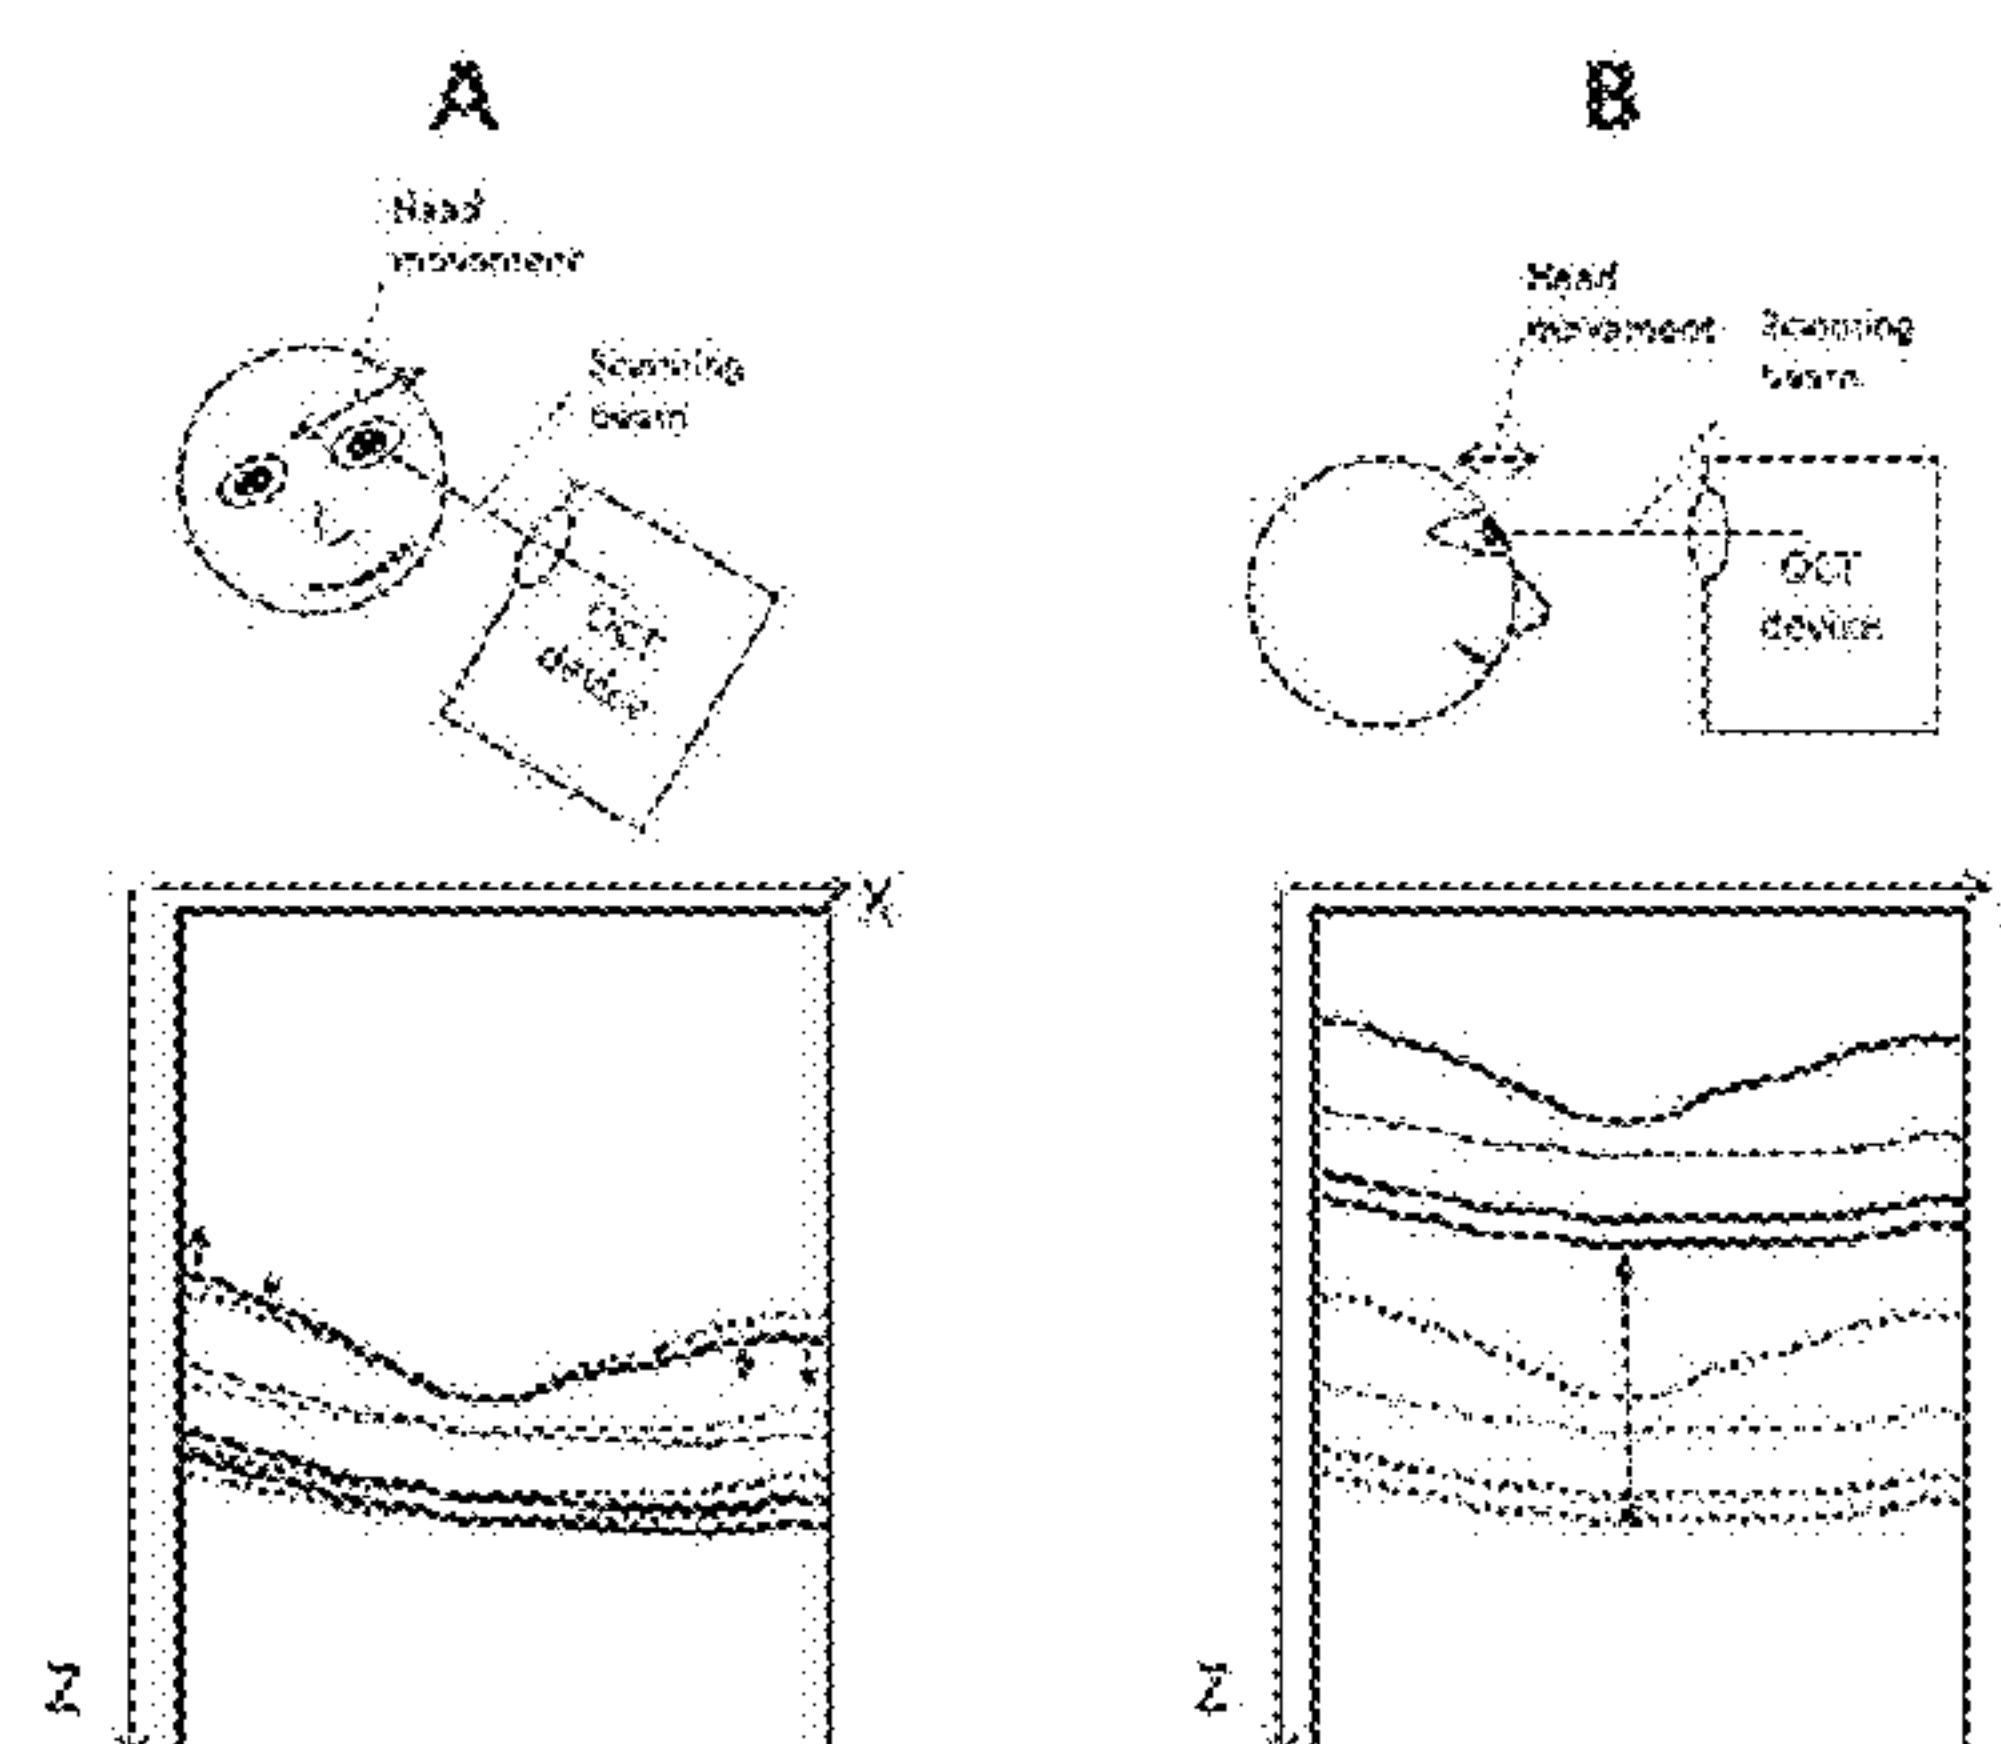 A
B
Head
movement
Scanning
beam
OCT
device
Head
movement
Scanning
beam
OCT
device
X
Z
Z